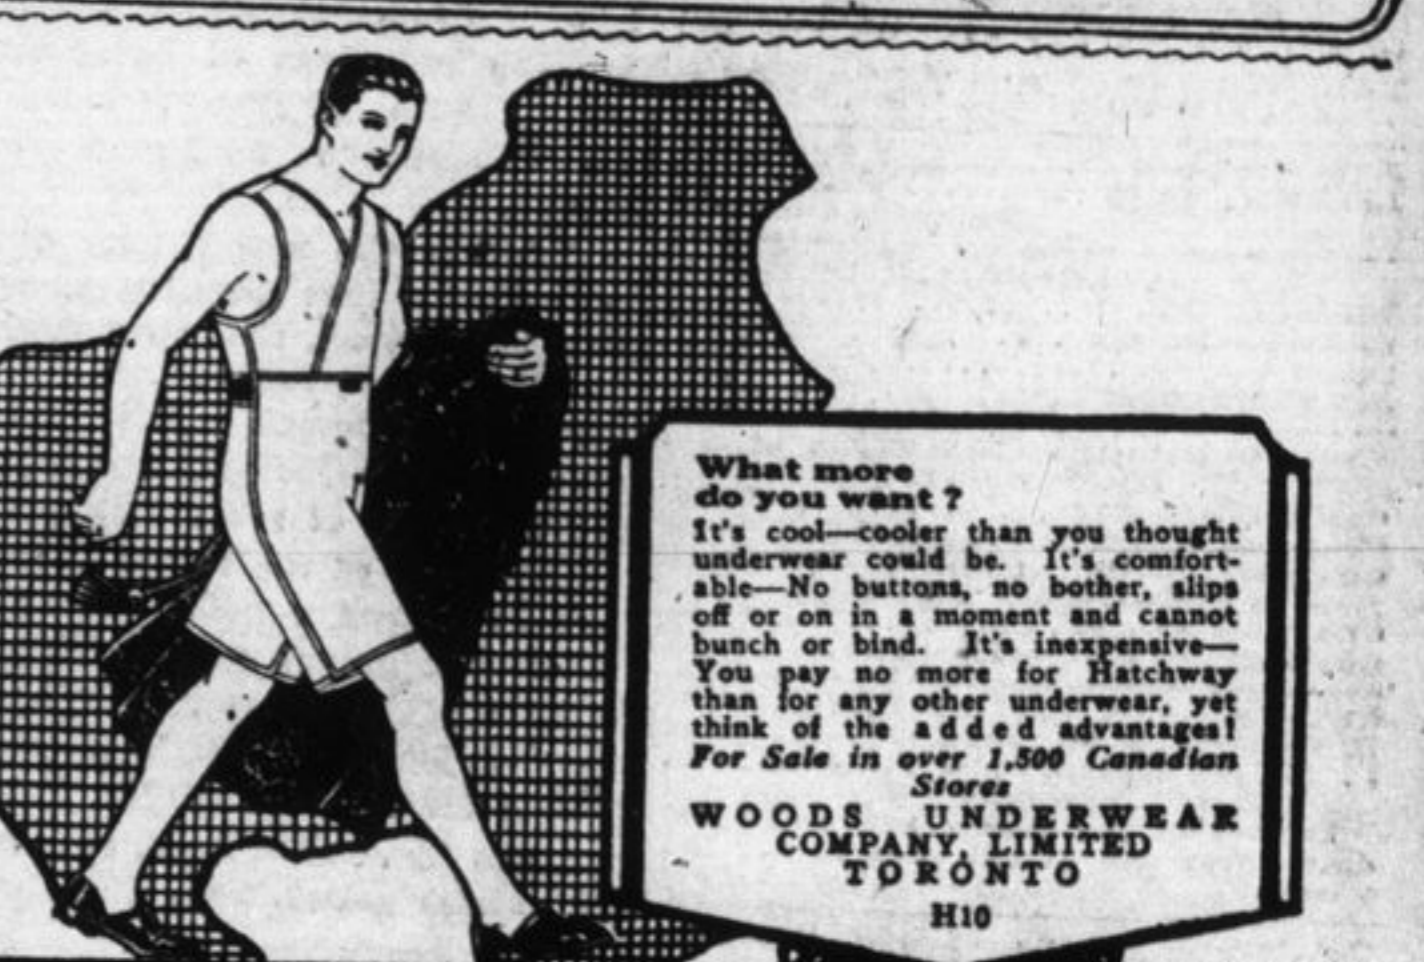 What more
do you want?
It's cool—cooler than you thought
underwear could be. It's comfort-
able—No buttons, no bother, slips
off or on in a moment and cannot
bunch or bind. It's inexpensive—
You pay no more for Hatchway
than for any other underwear, yet
think of the added advantages!
For Sale in over 1,500 Canadian
Stores
WOODS UNDERWEAR
COMPANY, LIMITED
TORONTO
H10